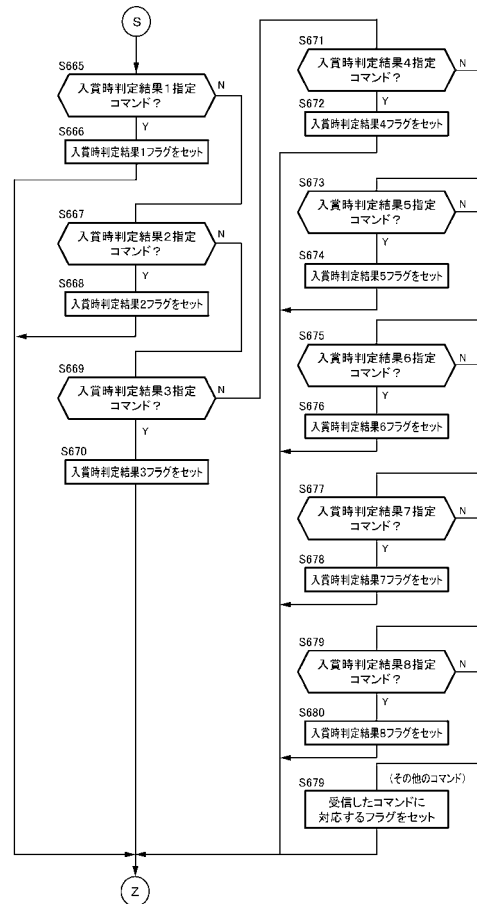 S
S665
入賞時判定結果1指定
コマンド?
N
Y
S666
入賞時判定結果1フラグをセット
S667
入賞時判定結果2指定
コマンド?
N
Y
S668
入賞時判定結果2フラグをセット
S669
入賞時判定結果3指定
コマンド?
N
Y
S670
入賞時判定結果3フラグをセット
S671
入賞時判定結果4指定
コマンド?
N
Y
S672
入賞時判定結果4フラグをセット
S673
入賞時判定結果5指定
コマンド?
N
Y
S674
入賞時判定結果5フラグをセット
S675
入賞時判定結果6指定
コマンド?
N
Y
S676
入賞時判定結果6フラグをセット
S677
入賞時判定結果7指定
コマンド?
N
Y
S678
入賞時判定結果7フラグをセット
S679
入賞時判定結果8指定
コマンド?
N
Y
S680
入賞時判定結果8フラグをセット
(その他のコマンド)
S679
受信したコマンドに
対応するフラグをセット
Z